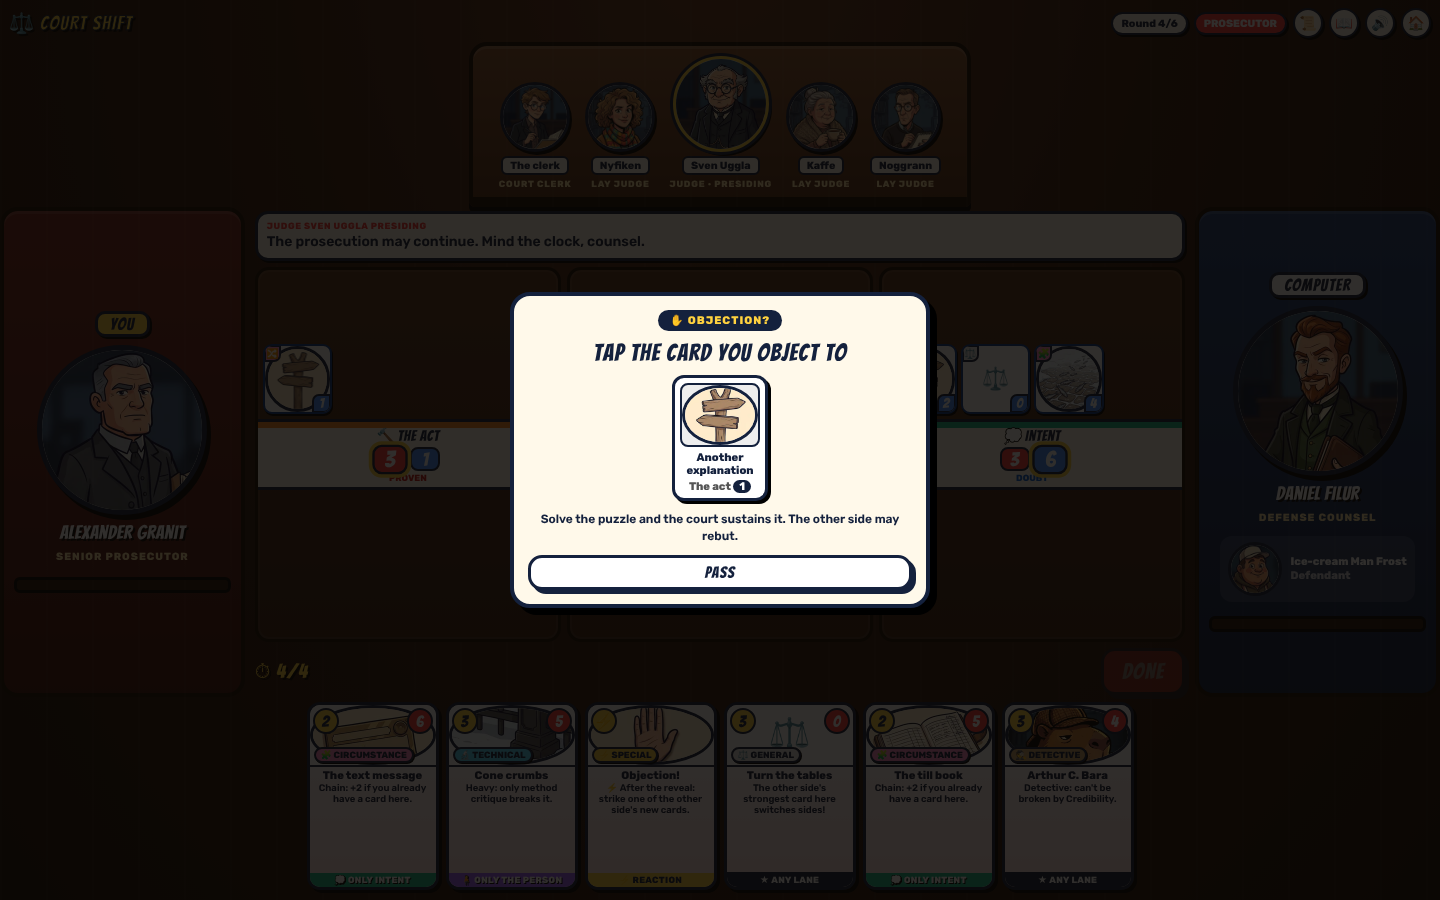 COURT SHIFT
Round 4/6
PROSECUTOR
The clerk
COURT CLERK
Nyfiken
LAY JUDGE
Sven Uggla
JUDGE · PRESIDING
Kaffe
LAY JUDGE
Noggrann
LAY JUDGE
JUDGE SVEN UGGLA PRESIDING
The prosecution may continue. Mind the clock, counsel.
YOU
ALEXANDER GRANIT
SENIOR PROSECUTOR
1
THE ACT
3 1
PROVEN
OBJECTION?
TAP THE CARD YOU OBJECT TO
Another
explanation
The act 1
Solve the puzzle and the court sustains it. The other side may
rebut.
PASS
2 0 4
INTENT
3 6
DOUBT
COMPUTER
DANIEL FILUR
DEFENSE COUNSEL
Ice-cream Man Frost
Defendant
4/4
DONE
2 6
CIRCUMSTANCE
The text message
Chain: +2 if you already
have a card here.
ONLY INTENT
3 5
TECHNICAL
Cone crumbs
Heavy: only method
critique breaks it.
ONLY THE PERSON
SPECIAL
Objection!
After the reveal:
strike one of the other
side's new cards.
REACTION
3 0
GENERAL
Turn the tables
The other side's
strongest card here
switches sides!
ANY LANE
2 5
CIRCUMSTANCE
The till book
Chain: +2 if you already
have a card here.
ONLY INTENT
3 4
DETECTIVE
Arthur C. Bara
Detective: can't be
broken by Credibility.
ANY LANE